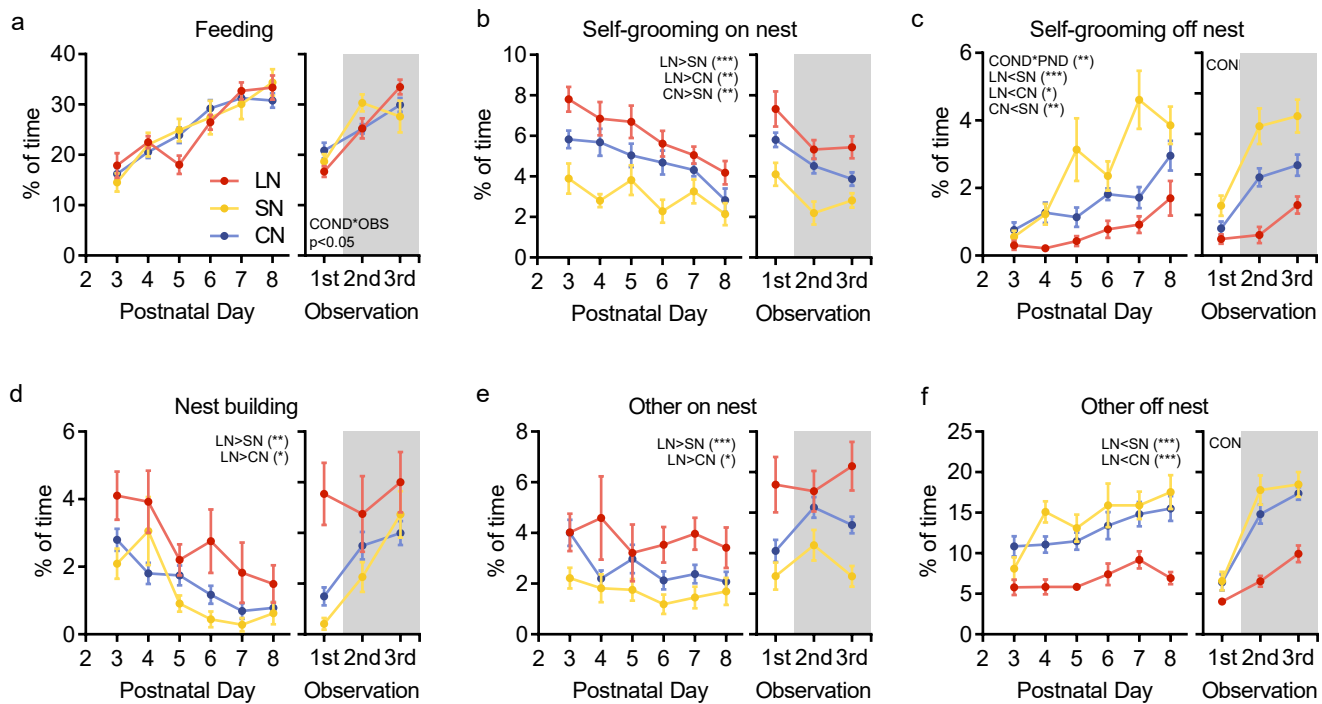 a
Feeding
% of time
40
30
20
10
0
LN
SN
CN
COND*OBS
p<0.05
2 3 4 5 6 7 8
1st 2nd 3rd
Postnatal Day
Observation
b
Self-grooming on nest
% of time
10
8
6
4
2
0
LN>SN (***)
LN>CN (**)
CN>SN (**)
2 3 4 5 6 7 8
1st 2nd 3rd
Postnatal Day
Observation
c
Self-grooming off nest
% of time
6
4
2
0
COND*PND (**)
LN<SN (***)
LN<CN (*)
CN<SN (**)
2 3 4 5 6 7 8
1st 2nd 3rd
Postnatal Day
Observation
d
Nest building
% of time
6
4
2
0
LN>SN (**)
LN>CN (*)
2 3 4 5 6 7 8
1st 2nd 3rd
Postnatal Day
Observation
e
Other on nest
% of time
8
6
4
2
0
LN>SN (***)
LN>CN (*)
2 3 4 5 6 7 8
1st 2nd 3rd
Postnatal Day
Observation
f
Other off nest
% of time
25
20
15
10
5
0
LN<SN (***)
LN<CN (***)
CON
2 3 4 5 6 7 8
1st 2nd 3rd
Postnatal Day
Observation